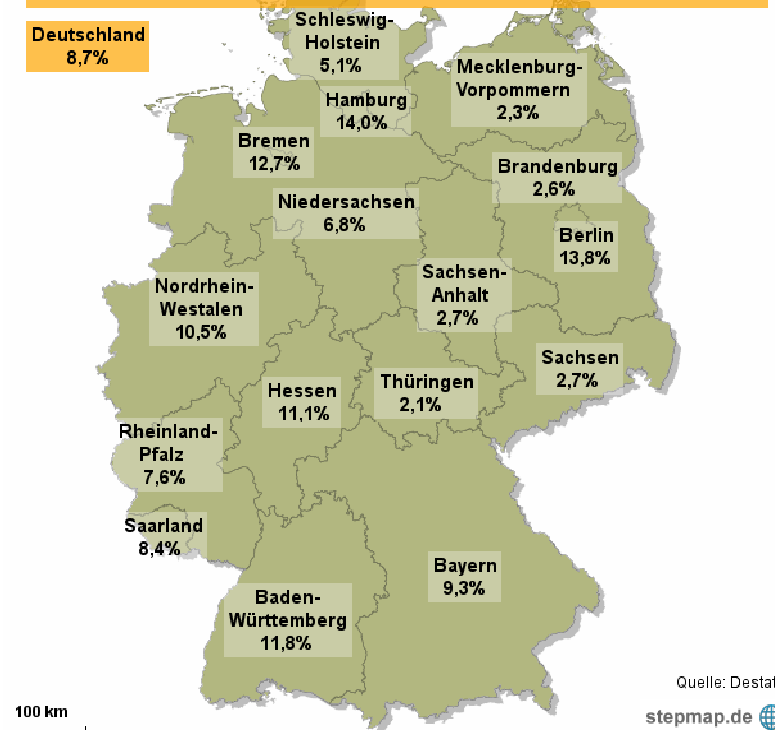 Deutschland
8,7%
Schleswig-
Holstein
5,1%
Mecklenburg-
Vorpommern
2,3%
Hamburg
14,0%
Bremen
12,7%
Brandenburg
2,6%
Niedersachsen
6,8%
Berlin
13,8%
Sachsen-
Anhalt
2,7%
Nordrhein-
Westalen
10,5%
Sachsen
2,7%
Thüringen
2,1%
Hessen
11,1%
Rheinland-
Pfalz
7,6%
Saarland
8,4%
Bayern
9,3%
Baden-
Württemberg
11,8%
Quelle: Destat
100 km
stepmap.de